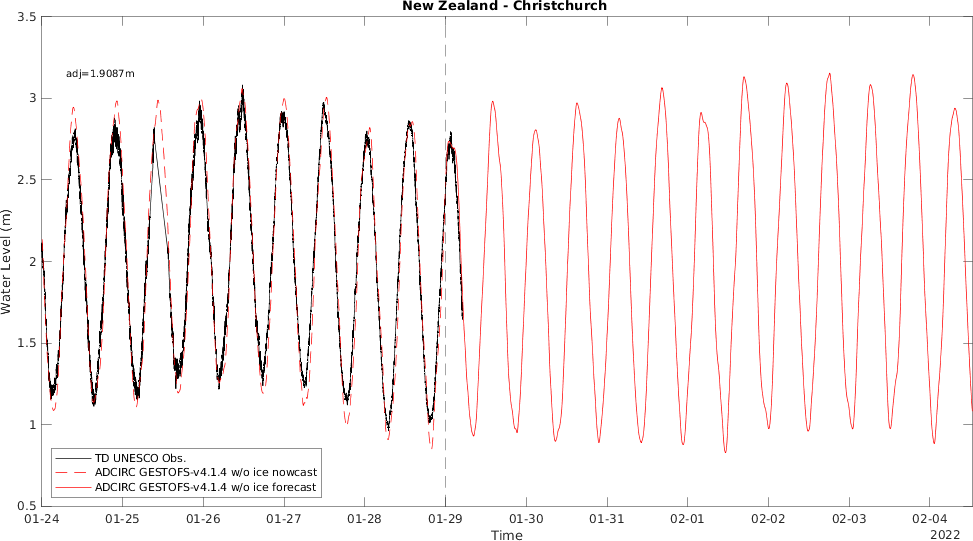 New Zealand - Christchurch
3.5
adj=1.9087m
3
2.5
2
Water Level (m)
1.5
1
TD UNESCO Obs.
ADCIRC GESTOFS-v4.1.4 w/o ice nowcast
ADCIRC GESTOFS-v4.1.4 w/o ice forecast
0.5
01-24 01-25 01-26 01-27 01-28 01-29 01-30 01-31 02-01 02-02 02-03 02-04
Time
2022